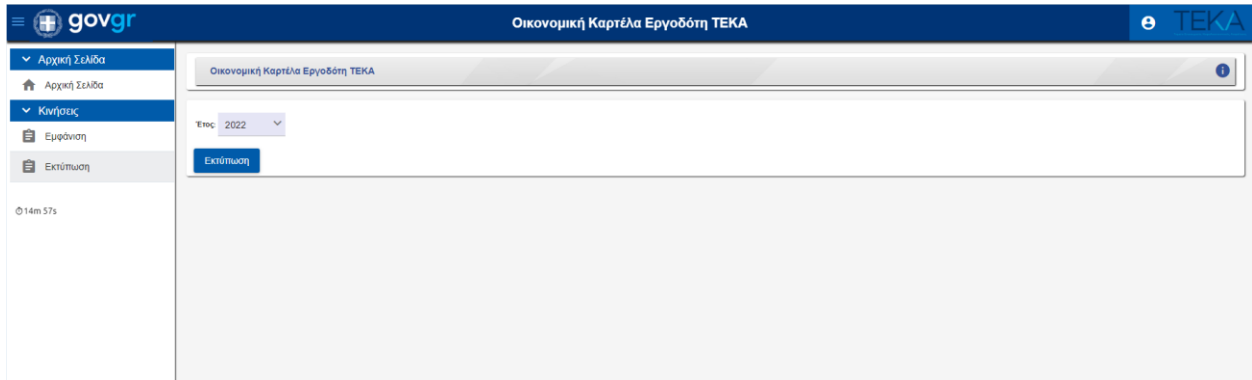 govgr
Οικονομική Καρτέλα Εργοδότη ΤΕΚΑ
ΤΕΚΑ
Αρχική Σελίδα
Αρχική Σελίδα
Κινήσεις
Εμφάνιση
Εκτύπωση
14m 57s
Οικονομική Καρτέλα Εργοδότη ΤΕΚΑ
Έτος: 2022
Εκτύπωση